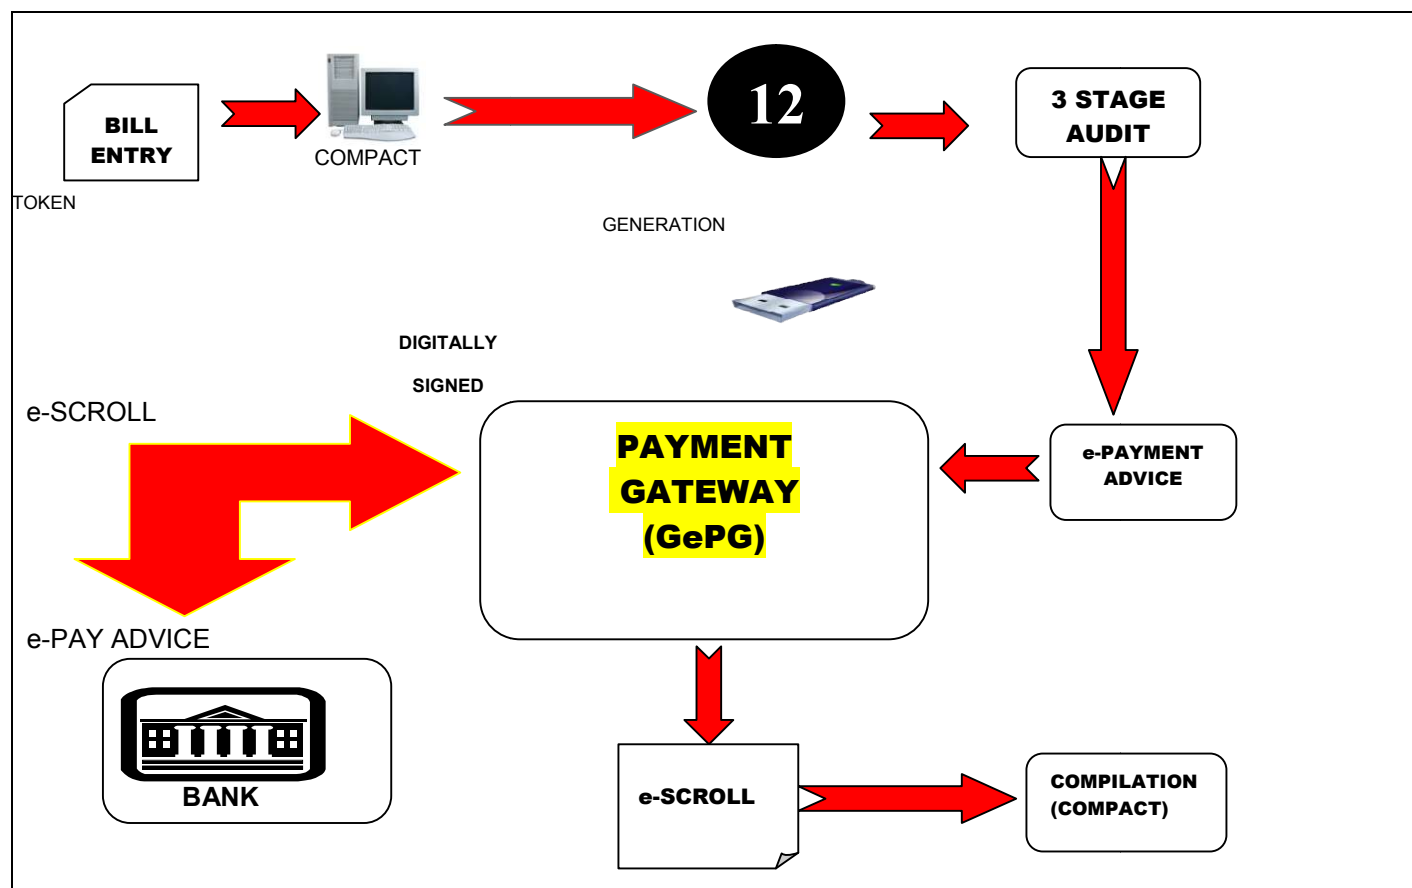 BILL
ENTRY
COMPACT
12
3 STAGE
AUDIT
TOKEN
GENERATION
DIGITALLY
SIGNED
e-SCROLL
PAYMENT
GATEWAY
(GePG)
e-PAYMENT
ADVICE
e-PAY ADVICE
BANK
e-SCROLL
COMPILATION
(COMPACT)